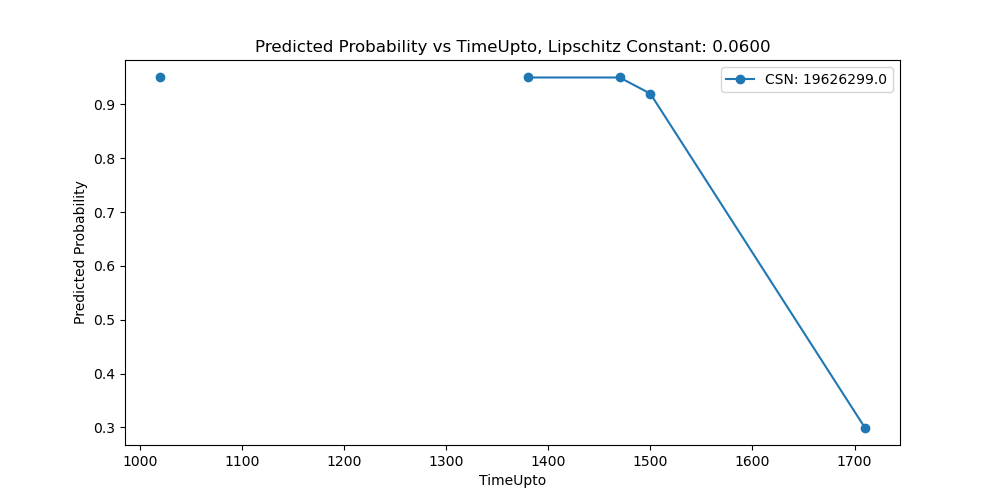 Predicted Probability vs TimeUpto, Lipschitz Constant: 0.0600
CSN: 19626299.0
Predicted Probability
0.9
0.8
0.7
0.6
0.5
0.4
0.3
1000 1100 1200 1300 1400 1500 1600 1700
TimeUpto